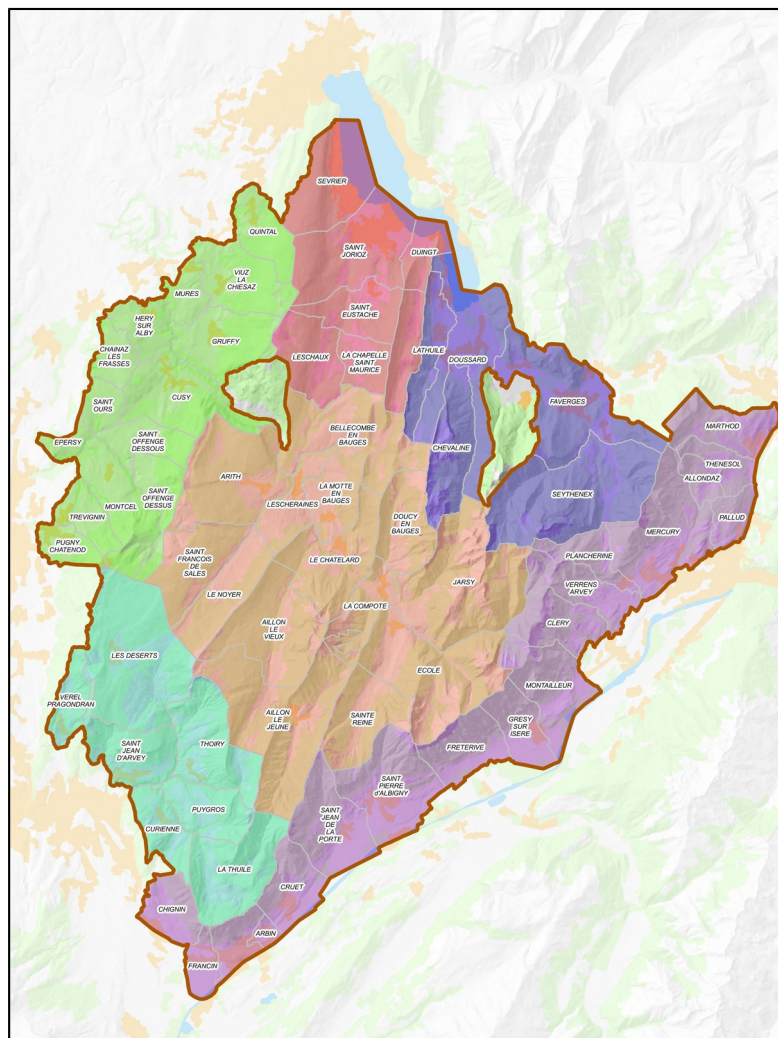 SEVRIER
QUINTAL
SAINT
JORIOZ
DUINGT
VIUZ
LA
CHIESAZ
MURES
HERY
SUR
ALBY
SAINT
EUSTACHE
GRUFFY
CHAINAZ
LES
FRASSES
LESCHAUX
LA CHAPELLE
SAINT
MAURICE
LATHUILE
DOUSSARD
CUSY
SAINT
OURS
FAVERGES
MARTHOD
BELLECOMBE
EN
BAUGES
EPERSY
SAINT
OFFENGE
DESSOUS
CHEVALINE
THENESOL
ALLONDAZ
ARITH
LA MOTTE
EN
BAUGES
LESCHERAINES
SEYTHENEX
SAINT
OFFENGE
DESSUS
MONTCEL
TREVIGNIN
DOUCY
EN
BAUGES
PALLUD
MERCURY
PUGNY
CHATENOD
SAINT
FRANCOIS
DE
SALES
LE CHATELARD
PLANCHERINE
JARSY
VERRENS
ARVEY
LE NOYER
LA COMPOTE
AILLON
LE
VIEUX
CLERY
LES DESERTS
ECOLE
MONTAILLEUR
VEREL
PRAGONDRAN
AILLON
LE
JEUNE
SAINTE
REINE
GRESY
SUR
ISERE
SAINT
JEAN
D'ARVEY
THOIRY
FRETERIVE
SAINT
PIERRE
d'ALBIGNY
PUYGROS
SAINT
JEAN
DE
LA
PORTE
CURIENNE
LA THUILE
CRUET
CHIGNIN
ARBIN
FRANCIN